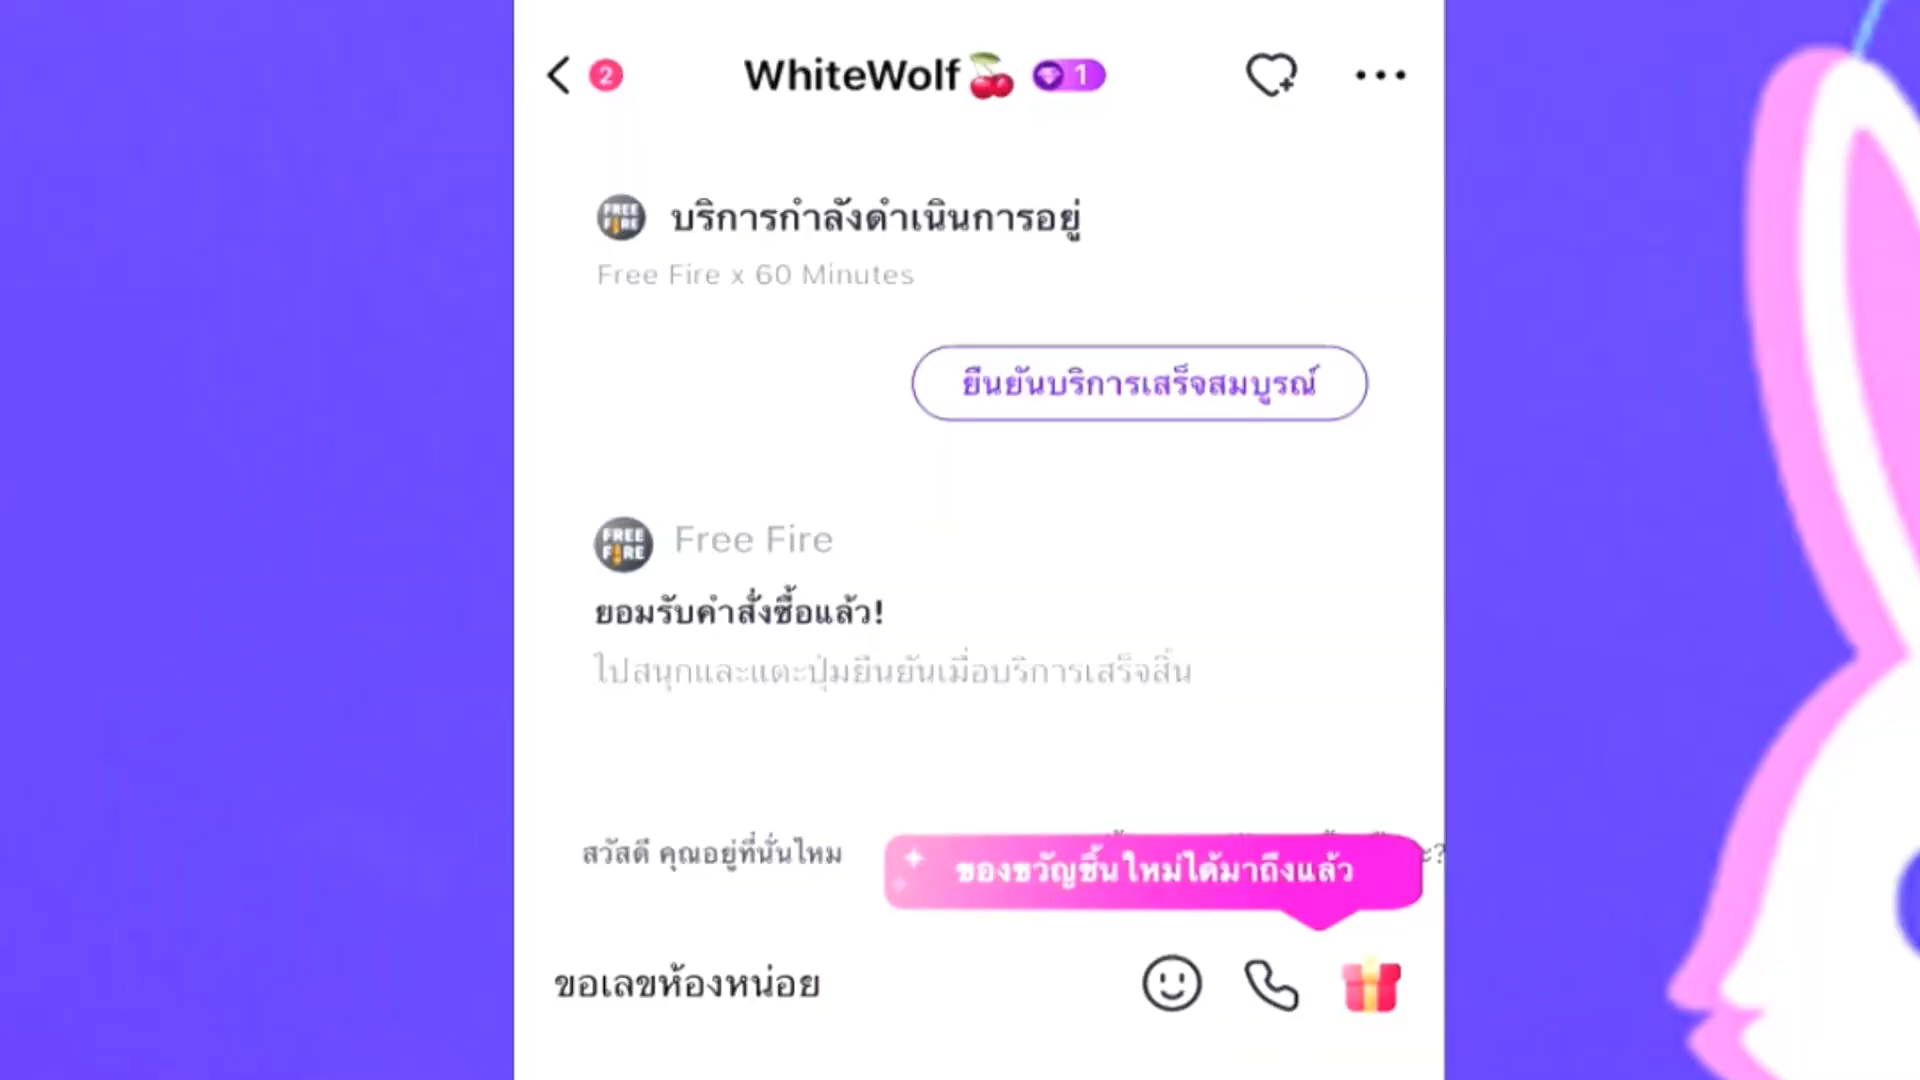 2
WhiteWolf🍒 1
FREE FIRE บริการกำลังดำเนินการอยู่
Free Fire x 60 Minutes
ยืนยันบริการเสร็จสมบูรณ์
FREE FIRE Free Fire
ยอมรับคำสั่งซื้อแล้ว!
ไปสนุกและแตะปุ่มยืนยันเมื่อบริการเสร็จสิ้น
สวัสดี คุณอยู่ที่นั่นไหม
ของขวัญชิ้นใหม่ได้มาถึงแล้ว
ขอเลขห้องหน่อย